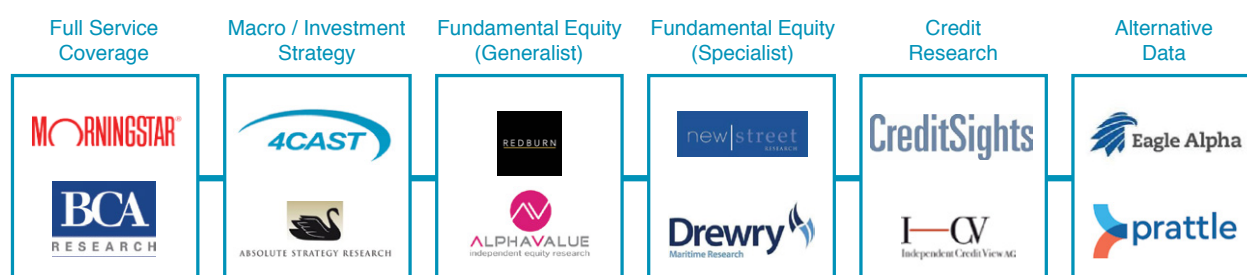 Full Service
Coverage
Macro / Investment
Strategy
Fundamental Equity
(Generalist)
Fundamental Equity
(Specialist)
Credit
Research
Alternative
Data
MORNINGSTAR®
BCA
RESEARCH
4CAST
ABSOLUTE STRATEGY RESEARCH
REDBURN
ALPHAVALUE
independent equity research
new|street
RESEARCH
Drewry
Maritime Research
CreditSights
I—CV
Independent Credit View AG
Eagle Alpha
prattle